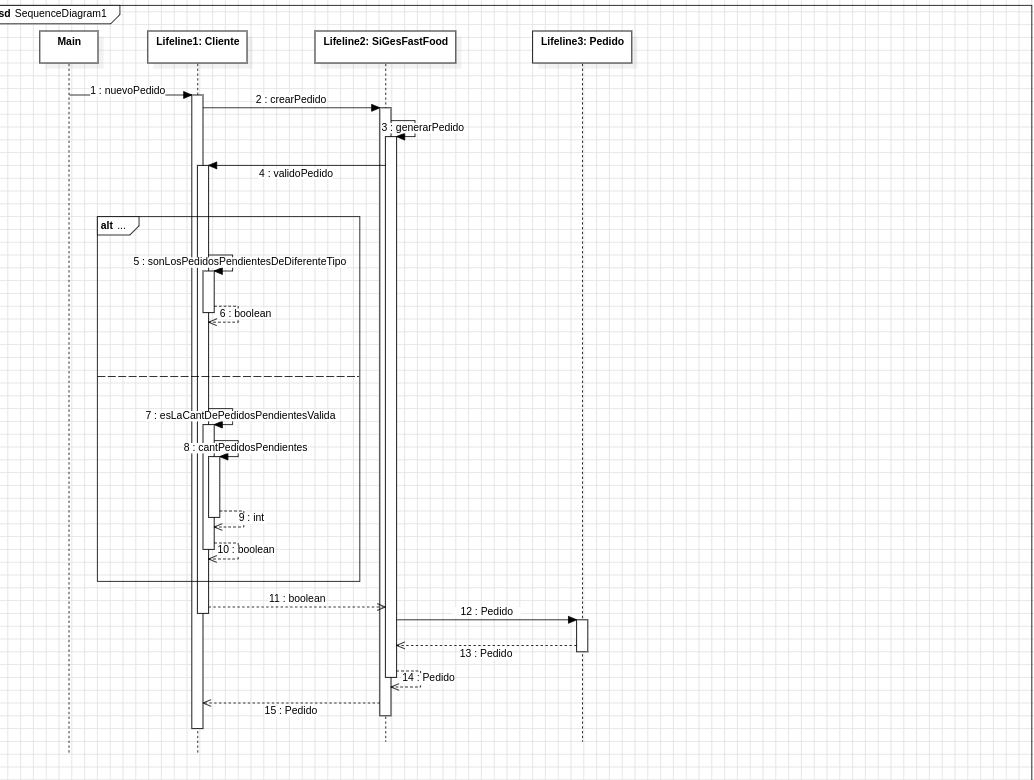 sd SequenceDiagram1
Main
Lifeline1: Cliente
Lifeline2: SiGesFastFood
Lifeline3: Pedido
1 : nuevoPedido
2 : crearPedido
3 : generarPedido
4 : validoPedido
alt ...
5 : sonLosPedidosPendientesDeDiferenteTipo
6 : boolean
7 : esLaCantDePedidosPendientesValida
8 : cantPedidosPendientes
9 : int
10 : boolean
11 : boolean
12 : Pedido
13 : Pedido
14 : Pedido
15 : Pedido